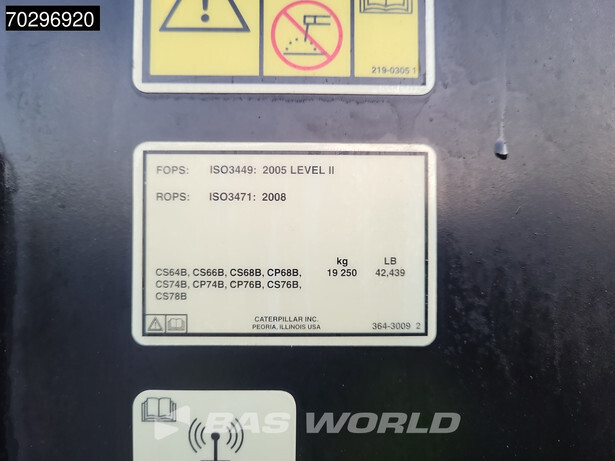 70296920
219-0305 1
FOPS: ISO3449: 2005 LEVEL II
ROPS: ISO3471: 2008
kg LB
CS64B, CS66B, CS68B, CP68B, 19 250 42,439
CS74B, CP74B, CP76B, CS76B,
CS78B
CATERPILLAR INC.
PEORIA, ILLINOIS USA
364-3009 2
BAS WORLD